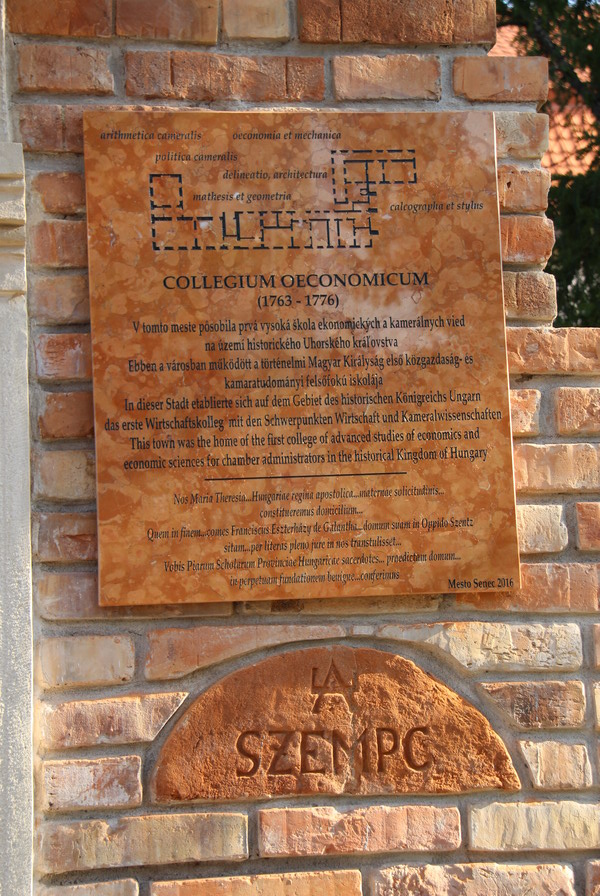 arithmetica cameralis oeconomia et mechanica
politica cameralis
delineatio, architectura
mathesis et geometria
calcographa et stylus
COLLEGIUM OECONOMICUM
(1763 - 1776)
V tomto meste pôsobila prvá vysoká škola ekonomických a kamerálnych vied
na území historického Uhorského kráľovstva
Ebben a városban működött a történelmi Magyar Királyság első közgazdaság- és
kamaratudományi felsőfokú iskolája
In dieser Stadt etablierte sich auf dem Gebiet des historischen Königreichs Ungarn
das erste Wirtschaftskolleg mit den Schwerpunkten Wirtschaft und Kameralwissenschaften
This town was the home of the first college of advanced studies of economics and
economic sciences for chamber administrators in the historical Kingdom of Hungary
Nos Maria Theresia...Hungariae regina apostolica...maternae solicitudinis...
constitueremus domicilium...
Quem in finem...comes Franciscus Eszterházy de Galantha... domum suam in Oppido Szentz
sitam...per literas pleno jure in nos transtulisset...
Vobis Piarum Scholarum Provinciae Hungaricae sacerdotes... praedictam domum...
in perpetuam fundationem benigne...conferimus
Mesto Senec 2016
SZEMPC